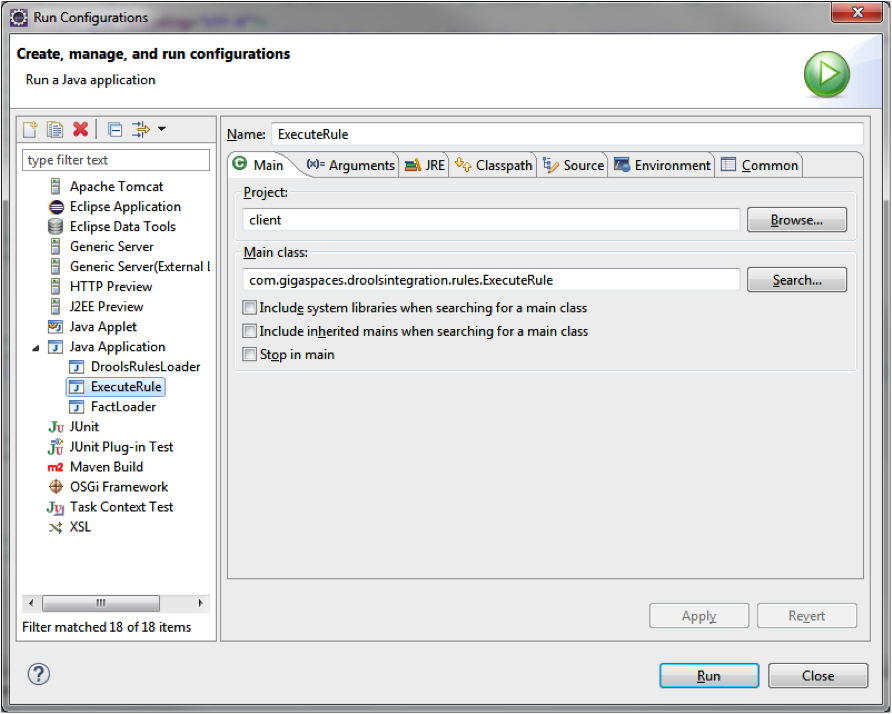 Run Configurations
Create, manage, and run configurations
Run a Java application
type filter text
Apache Tomcat
Eclipse Application
Eclipse Data Tools
Generic Server
Generic Server(External L
HTTP Preview
J2EE Preview
Java Applet
Java Application
DroolsRulesLoader
ExecuteRule
FactLoader
JUnit
JUnit Plug-in Test
m2 Maven Build
OSGi Framework
Task Context Test
XSL
Filter matched 18 of 18 items
Name: ExecuteRule
Main (x)= Arguments JRE Classpath Source Environment Common
Project:
client Browse...
Main class:
com.gigaspaces.droolsintegration.rules.ExecuteRule Search...
Include system libraries when searching for a main class
Include inherited mains when searching for a main class
Stop in main
Apply Revert
? Run Close